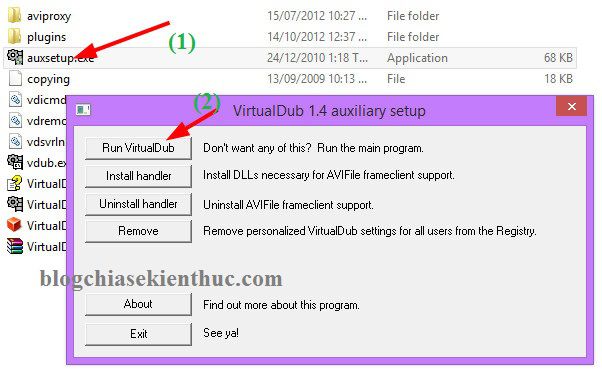 aviproxy 15/07/2012 10:27 ... File folder
plugins 14/10/2012 12:37 ... File folder
auxsetup.exe 24/12/2010 1:18 T... Application 68 KB
(1)
copying 13/09/2009 10:13 ... File 18 KB
vdicmd
vdremo
vdsvrln
vdub.ex
VirtualD
VirtualD
VirtualD
VirtualD
(2)
VirtualDub 1.4 auxiliary setup
Run VirtualDub Don't want any of this? Run the main program.
Install handler Install DLLs necessary for AVIFile frameclient support.
Uninstall handler Uninstall AVIFile frameclient support.
Remove Remove personalized VirtualDub settings for all users from the Registry.
blogchiasekienthuc.com
About Find out more about this program.
Exit See ya!